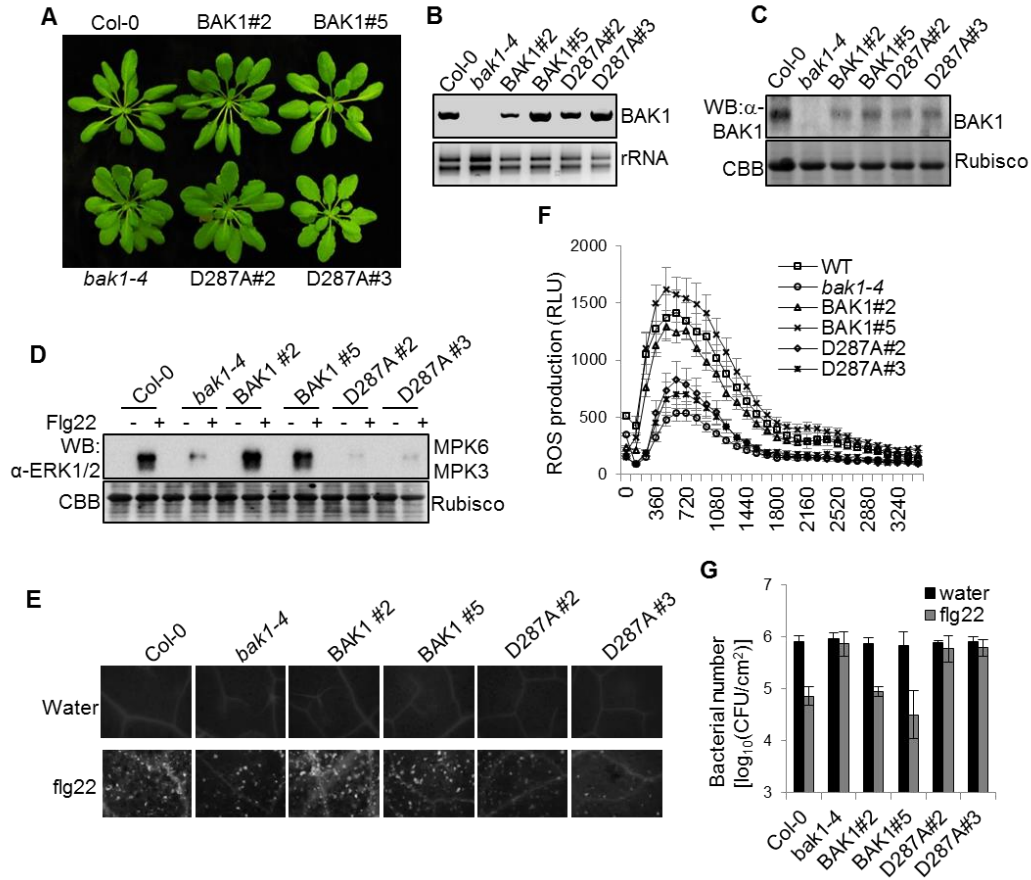 A
Col-0 BAK1#2 BAK1#5
bak1-4 D287A#2 D287A#3
B
Col-0 bak1-4 BAK1#2 BAK1#5 D287A#2 D287A#3
BAK1
rRNA
C
Col-0 bak1-4 BAK1#2 BAK1#5 D287A#2 D287A#3
WB:α-
BAK1
BAK1
CBB
Rubisco
D
Col-0 bak1-4 BAK1 #2 BAK1 #5 D287A #2 D287A #3
Flg22 - + - + - + - + - + - +
WB:
α-ERK1/2
MPK6
MPK3
CBB
Rubisco
E
Col-0 bak1-4 BAK1 #2 BAK1 #5 D287A #2 D287A #3
Water
flg22
F
ROS production (RLU)
2000
1500
1000
500
0
0 360 720 1080 1440 1800 2160 2520 2880 3240
WT
bak1-4
BAK1#2
BAK1#5
D287A#2
D287A#3
G
Bacterial number
[log10(CFU/cm²)]
7
6
5
4
3
water
flg22
Col-0 bak1-4 BAK1#2 BAK1#5 D287A#2 D287A#3